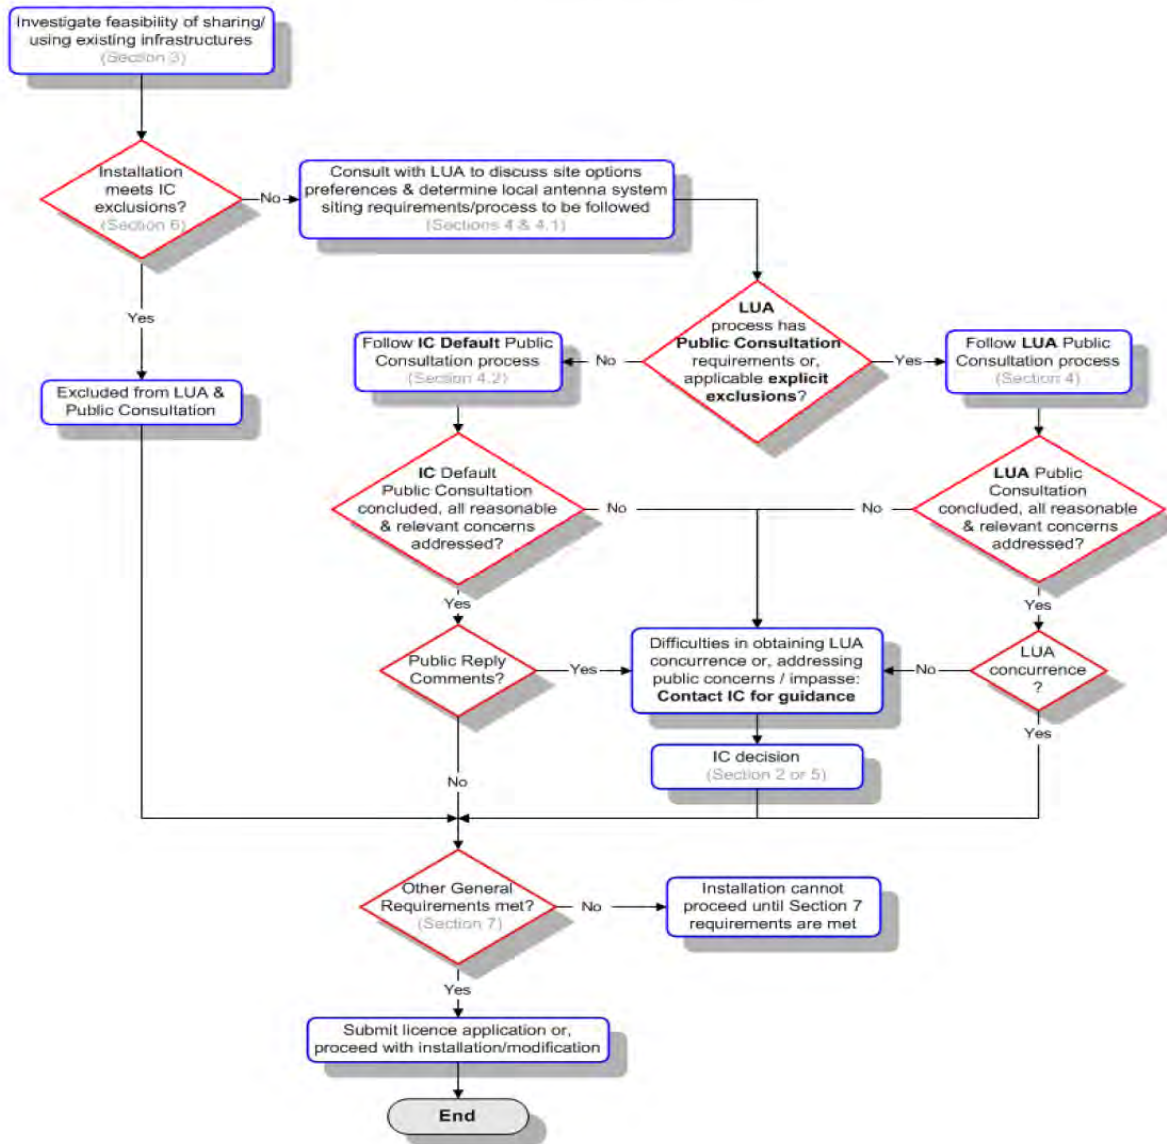 Investigate feasibility of sharing/
using existing infrastructures
(Section 3)
Installation
meets IC
exclusions?
(Section 6)
No
Consult with LUA to discuss site options
preferences & determine local antenna system
siting requirements/process to be followed
(Sections 4 & 4.1)
Yes
Excluded from LUA &
Public Consultation
LUA
process has
Public Consultation
requirements or,
applicable explicit
exclusions?
No
Follow IC Default Public
Consultation process
(Section 4.2)
Yes
Follow LUA Public
Consultation process
(Section 4)
IC Default
Public Consultation
concluded, all reasonable
& relevant concerns
addressed?
No
No
LUA Public
Consultation
concluded, all reasonable
& relevant concerns
addressed?
Yes
Yes
Public Reply
Comments?
Yes
Difficulties in obtaining LUA
concurrence or, addressing
public concerns / impasse:
Contact IC for guidance
No
LUA
concurrence
?
Yes
No
IC decision
(Section 2 or 5)
Other General
Requirements met?
(Section 7)
No
Installation cannot
proceed until Section 7
requirements are met
Yes
Submit licence application or,
proceed with installation/modification
End